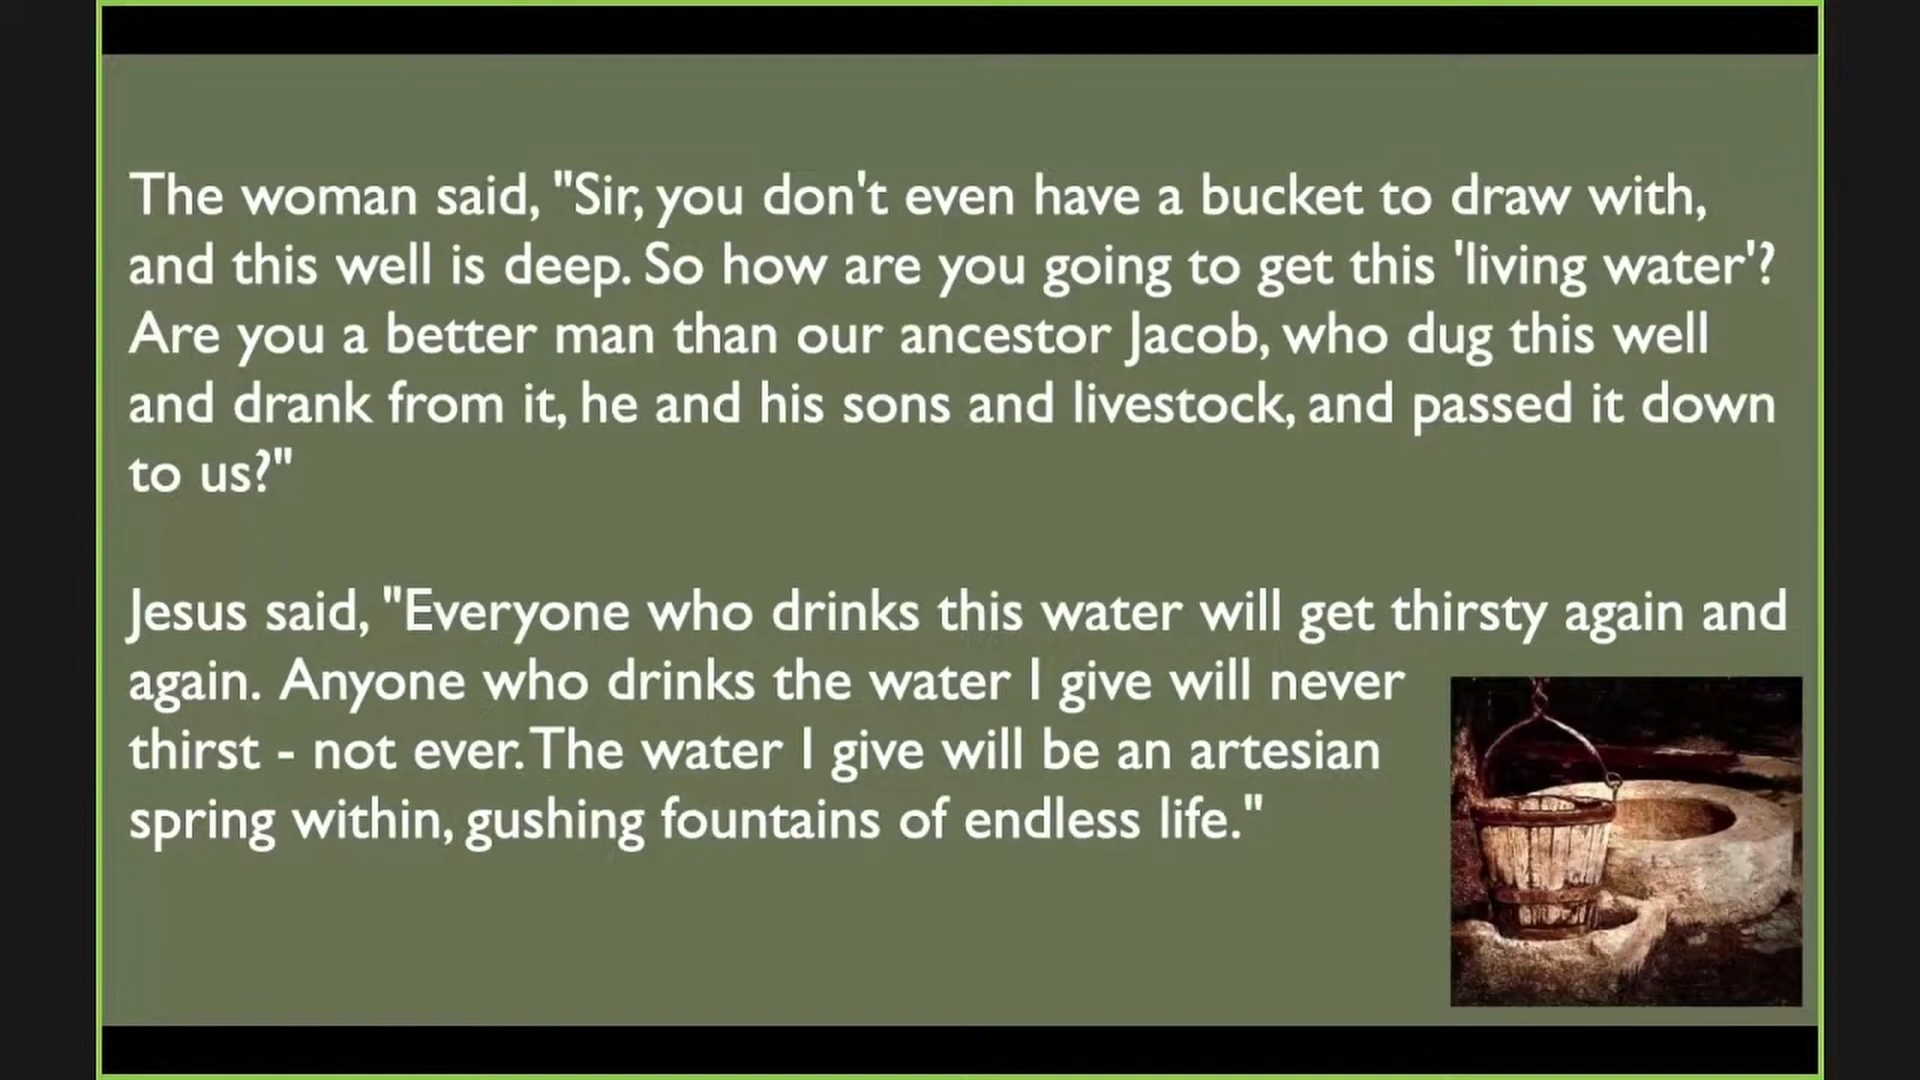 The woman said, "Sir, you don't even have a bucket to draw with,
and this well is deep. So how are you going to get this 'living water'?
Are you a better man than our ancestor Jacob, who dug this well
and drank from it, he and his sons and livestock, and passed it down
to us?"
Jesus said, "Everyone who drinks this water will get thirsty again and
again. Anyone who drinks the water I give will never
thirst - not ever. The water I give will be an artesian
spring within, gushing fountains of endless life."